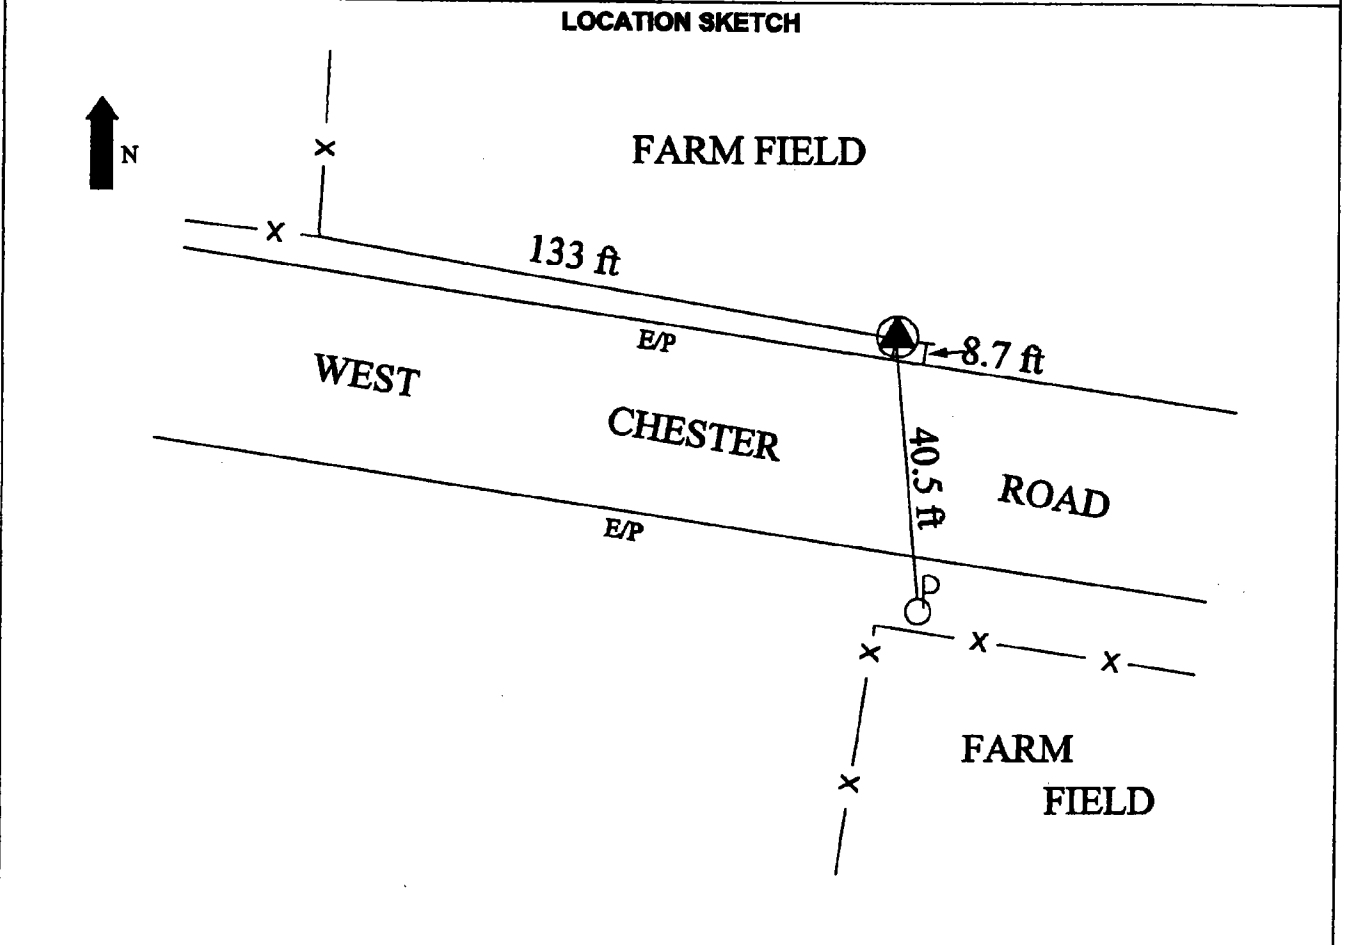 LOCATION SKETCH
N
X
FARM FIELD
X
133 ft
E/P
8.7 ft
WEST
CHESTER
40.5 ft
ROAD
E/P
P
X
X
X
FARM
FIELD
X